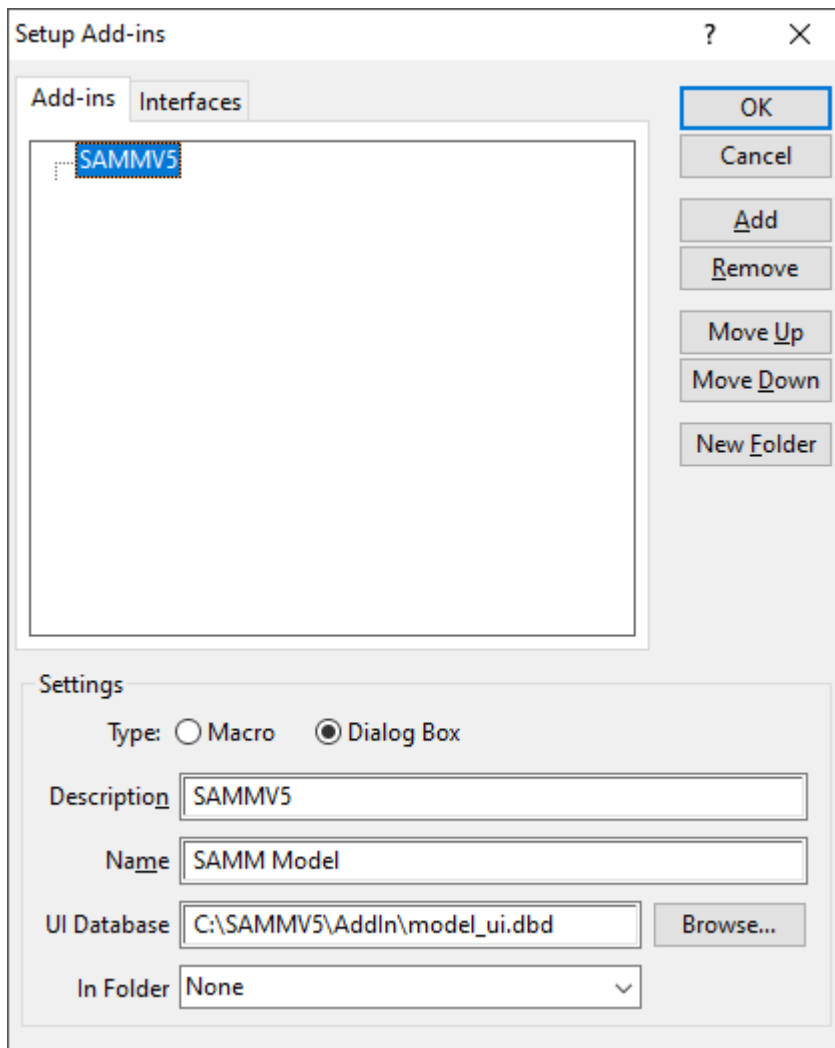 Setup Add-ins
?
Add-ins
Interfaces
SAMMV5
OK
Cancel
Add
Remove
Move Up
Move Down
New Folder
Settings
Type:
Macro
Dialog Box
Description
SAMMV5
Name
SAMM Model
UI Database
C:\SAMMV5\AddIn\model_ui.dbd
Browse...
In Folder
None